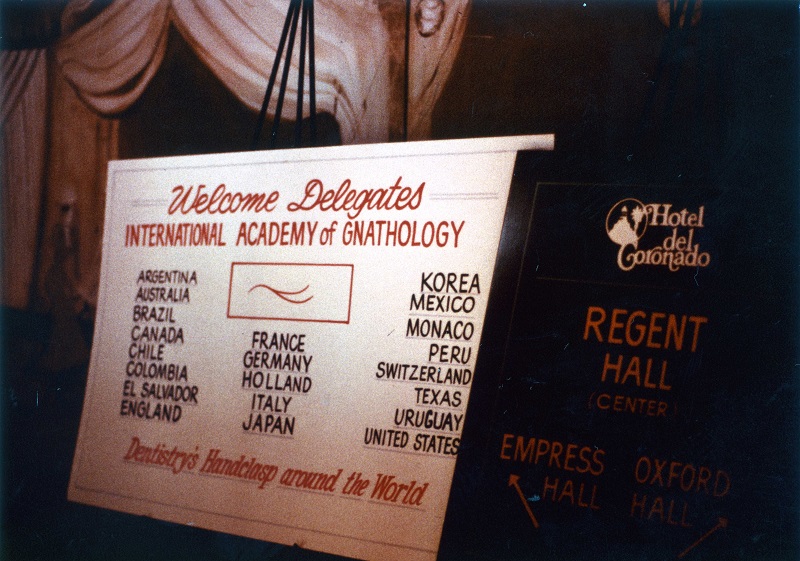 Welcome Delegates
INTERNATIONAL ACADEMY of GNATHOLOGY
ARGENTINA
AUSTRALIA
BRAZIL
CANADA
CHILE
COLOMBIA
EL SALVADOR
ENGLAND
FRANCE
GERMANY
HOLLAND
ITALY
JAPAN
KOREA
MEXICO
MONACO
PERU
SWITZERLAND
TEXAS
URUGUAY
UNITED STATES
Dentistry's Handclasp around the World
Hotel
del
Coronado
REGENT
HALL
(CENTER)
EMPRESS
HALL
OXFORD
HALL